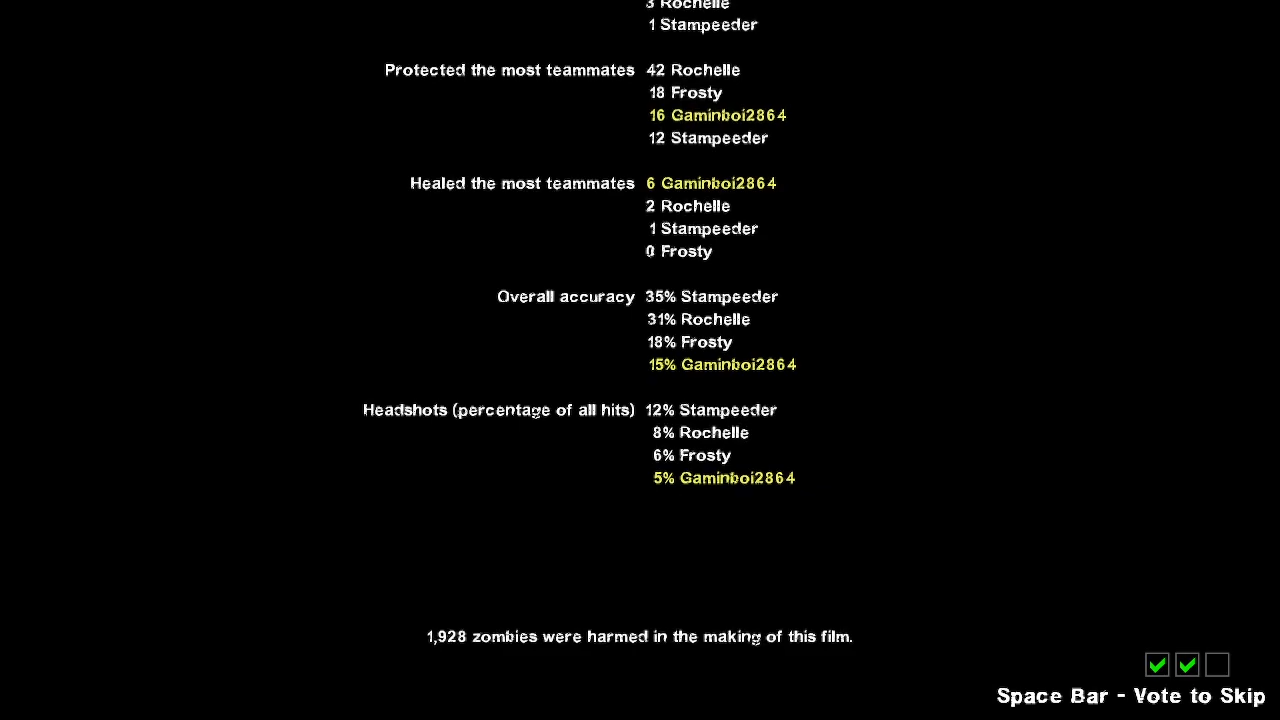 3 Rochelle
1 Stampeeder
Protected the most teammates 42 Rochelle
18 Frosty
16 Gaminboi2864
12 Stampeeder
Healed the most teammates 6 Gaminboi2864
2 Rochelle
1 Stampeeder
0 Frosty
Overall accuracy 35% Stampeeder
31% Rochelle
18% Frosty
15% Gaminboi2864
Headshots (percentage of all hits) 12% Stampeeder
8% Rochelle
6% Frosty
5% Gaminboi2864
1,928 zombies were harmed in the making of this film.
Space Bar - Vote to Skip